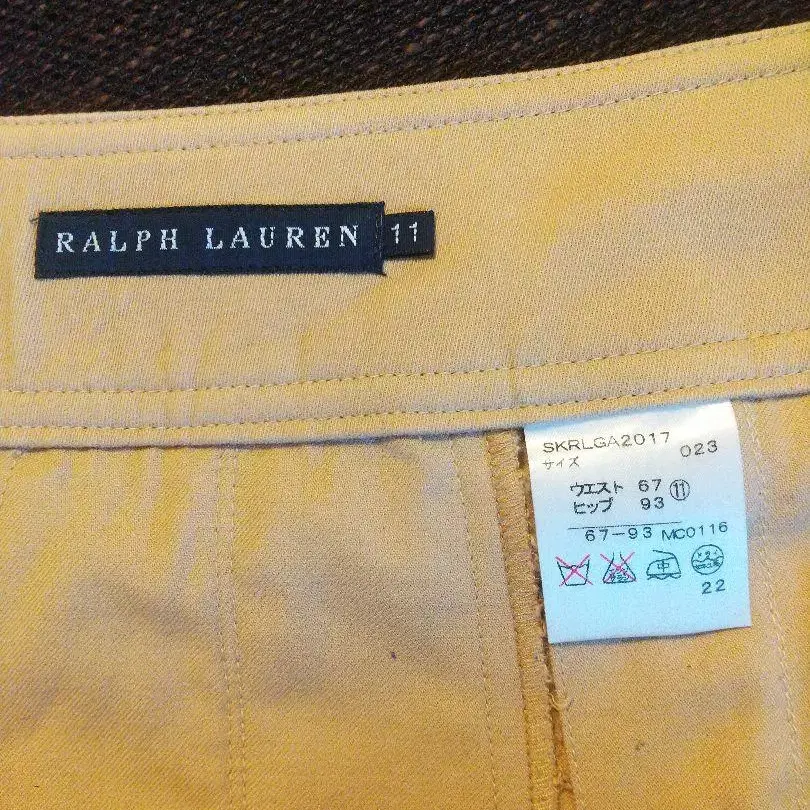 RALPH LAUREN 11
SKRLGA2017 023
サイズ
ウエスト 67 ⑪
ヒップ 93
67-93 MC0116
中
22